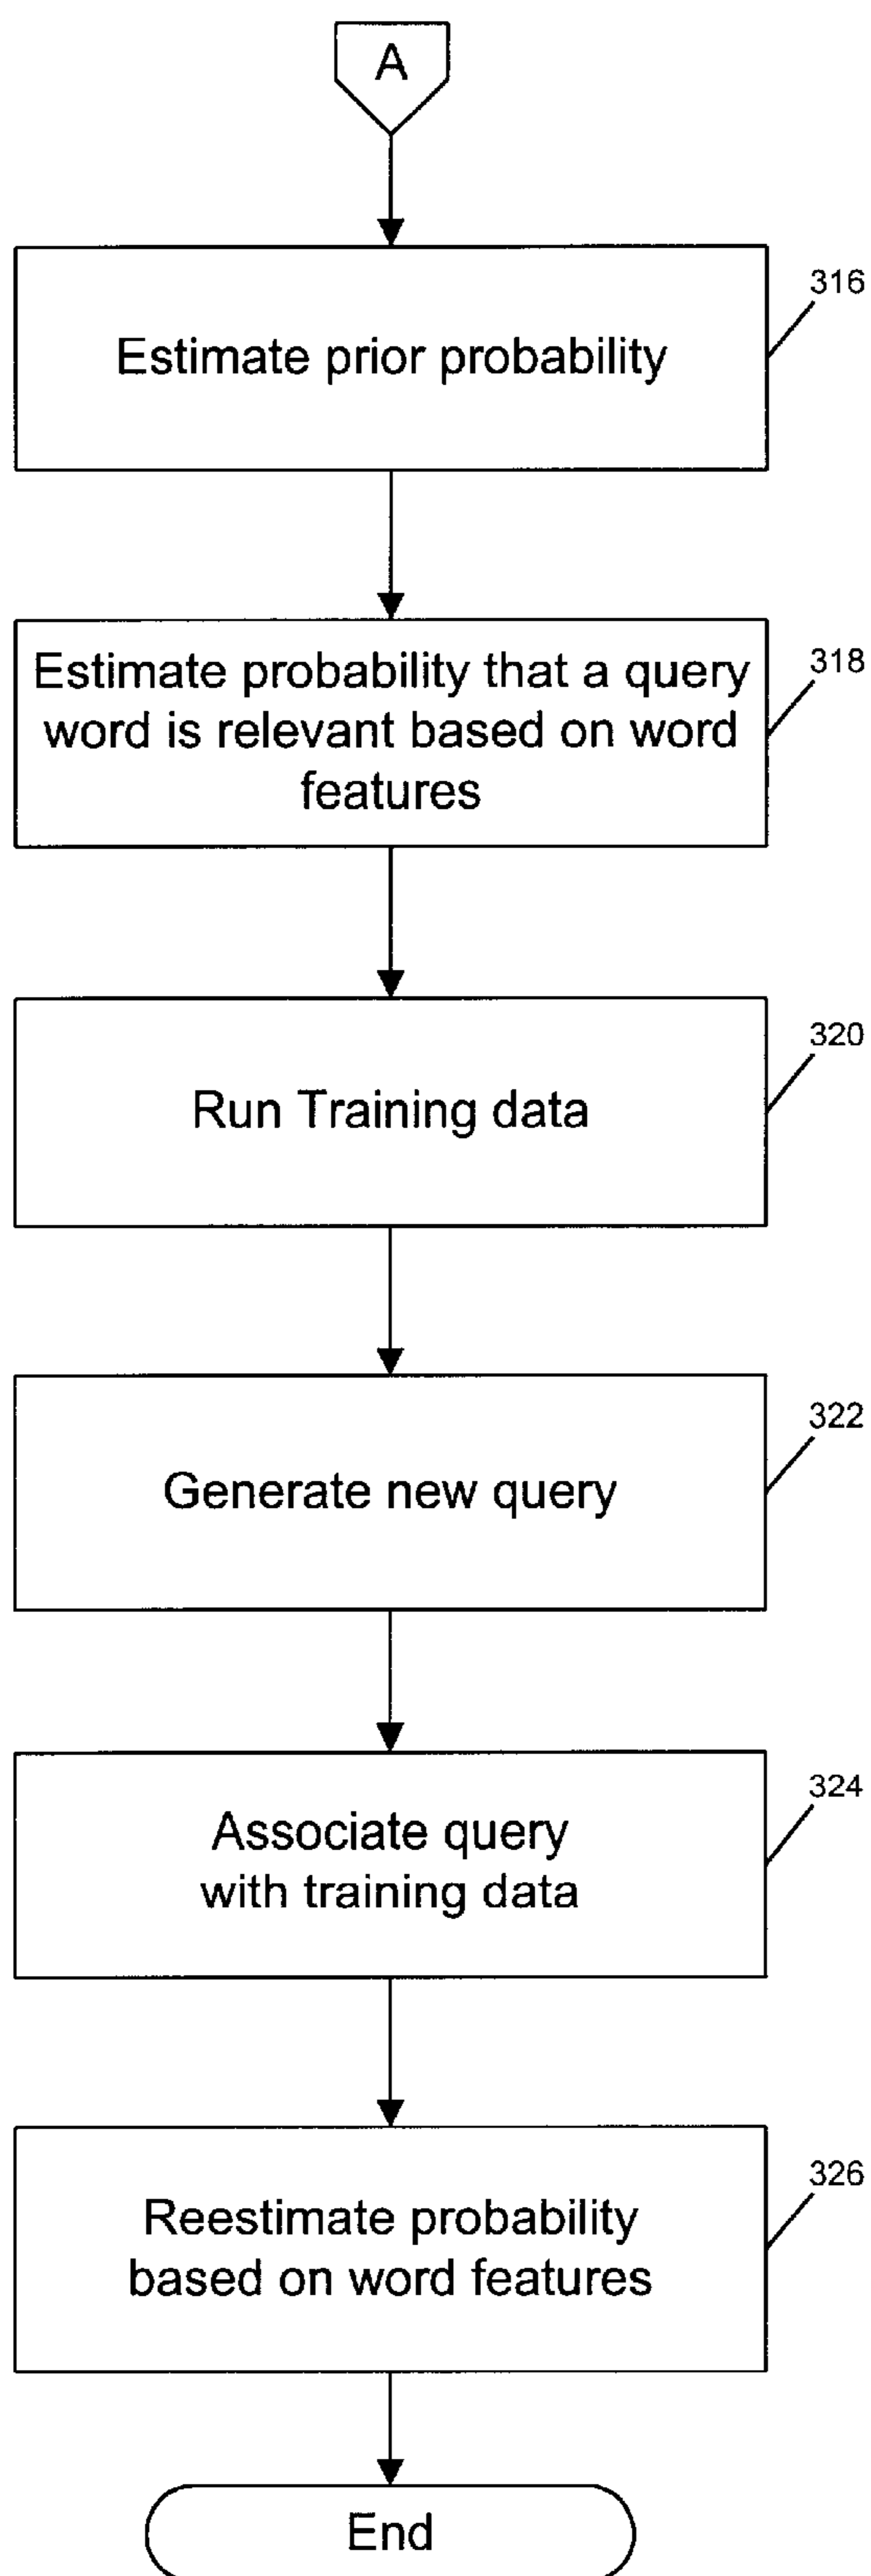 A
316
Estimate prior probability
318
Estimate probability that a query
word is relevant based on word
features
320
Run Training data
322
Generate new query
324
Associate query
with training data
326
Reestimate probability
based on word features
End